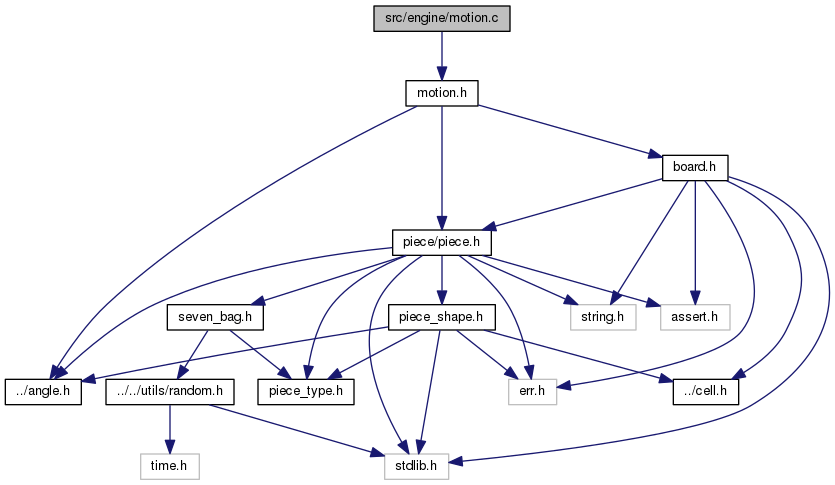 src/engine/motion.c
motion.h
board.h
piece/piece.h
seven_bag.h
piece_shape.h
string.h
assert.h
../angle.h
../../utils/random.h
piece_type.h
err.h
../cell.h
time.h
stdlib.h